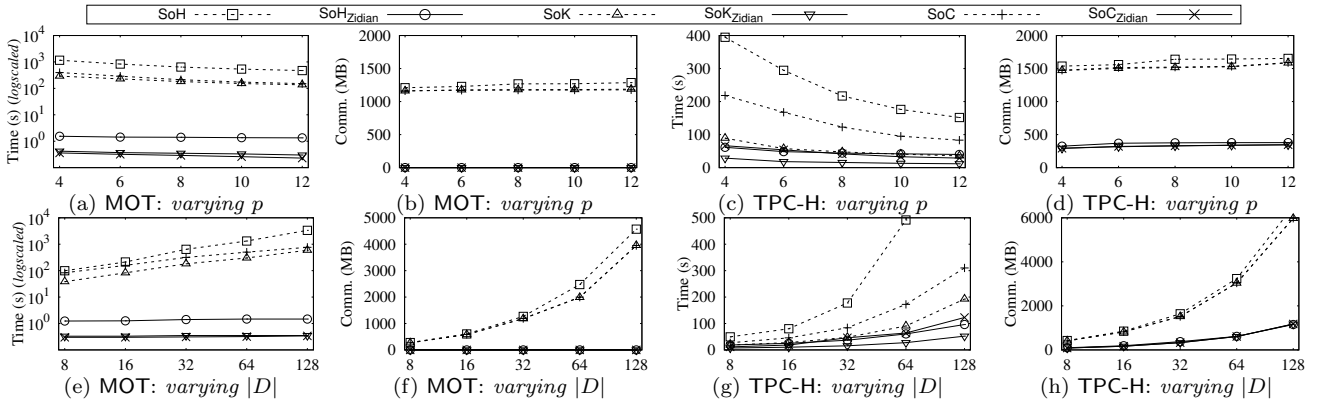 SoH SoH_Zidian SoK SoK_Zidian SoC SoC_Zidian
Time (s) (logscaled)
10^4
10^3
10^2
10^1
10^0
4 6 8 10 12
(a) MOT: varying p
Comm. (MB)
2000
1500
1000
500
0
4 6 8 10 12
(b) MOT: varying p
Time (s)
400
300
200
100
0
4 6 8 10 12
(c) TPC-H: varying p
Comm. (MB)
2000
1500
1000
500
0
4 6 8 10 12
(d) TPC-H: varying p
Time (s) (logscaled)
10^4
10^3
10^2
10^1
10^0
8 16 32 64 128
(e) MOT: varying |D|
Comm. (MB)
5000
4000
3000
2000
1000
0
8 16 32 64 128
(f) MOT: varying |D|
Time (s)
500
400
300
200
100
0
8 16 32 64 128
(g) TPC-H: varying |D|
Comm. (MB)
6000
4000
2000
0
8 16 32 64 128
(h) TPC-H: varying |D|